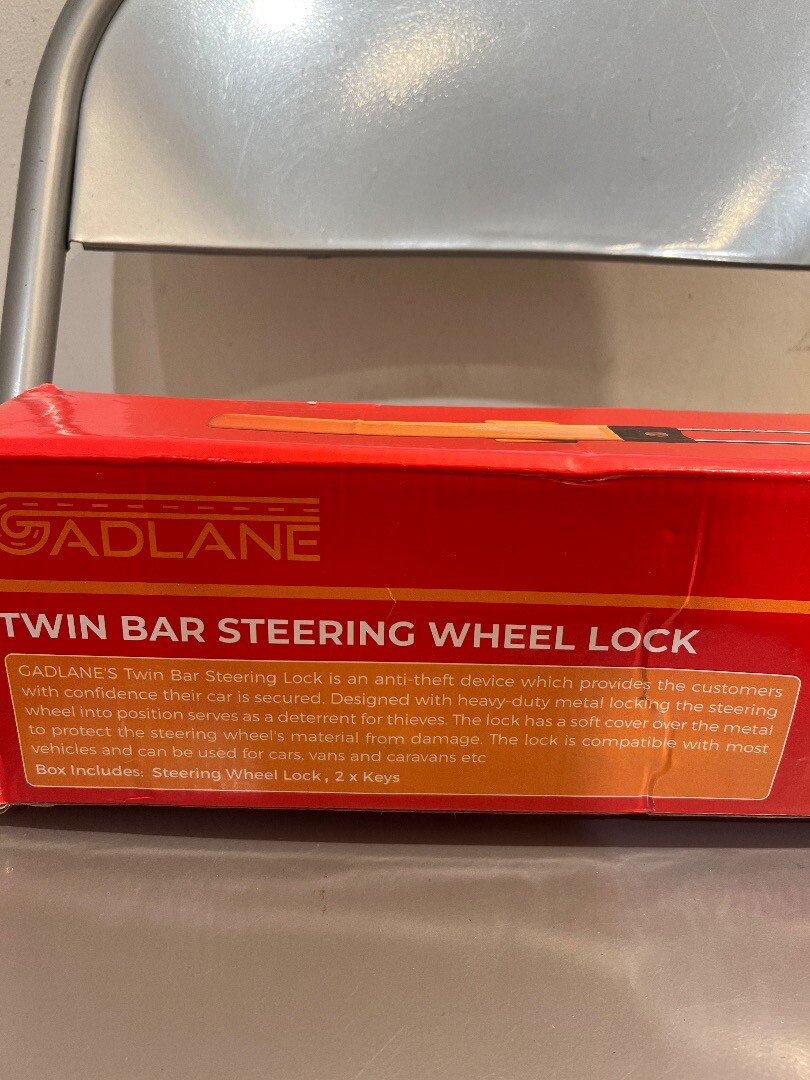 GADLANE
TWIN BAR STEERING WHEEL LOCK
GADLANE'S Twin Bar Steering Lock is an anti-theft device which provides the customers
with confidence their car is secured. Designed with heavy-duty metal locking the steering
wheel into position serves as a deterrent for thieves. The lock has a soft cover over the metal
to protect the steering wheel's material from damage. The lock is compatible with most
vehicles and can be used for cars, vans and caravans etc
Box Includes: Steering Wheel Lock , 2 x Keys